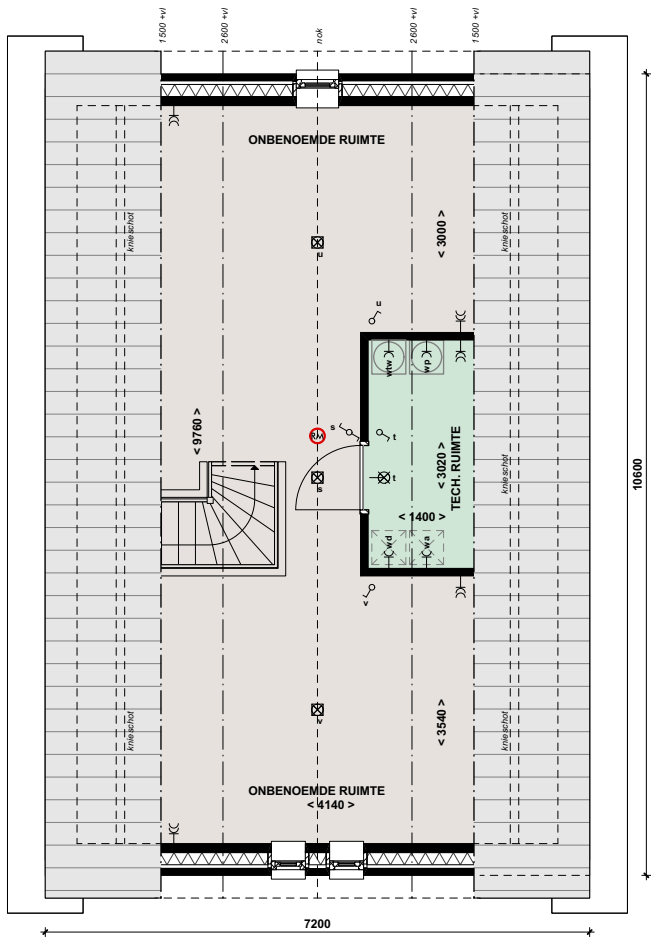 1500 +vl
2600 +vl
nok
2600 +vl
1500 +vl
ONBENOEMDE RUIMTE
knieschot
knieschot
< 3000 >
u
u
wtw
wp
< 9760 >
RM
s
t
s
t
< 3020 >
TECH. RUIMTE
knieschot
10600
< 1400 >
wd
wa
v
v
knieschot
knieschot
< 3540 >
ONBENOEMDE RUIMTE
< 4140 >
7200